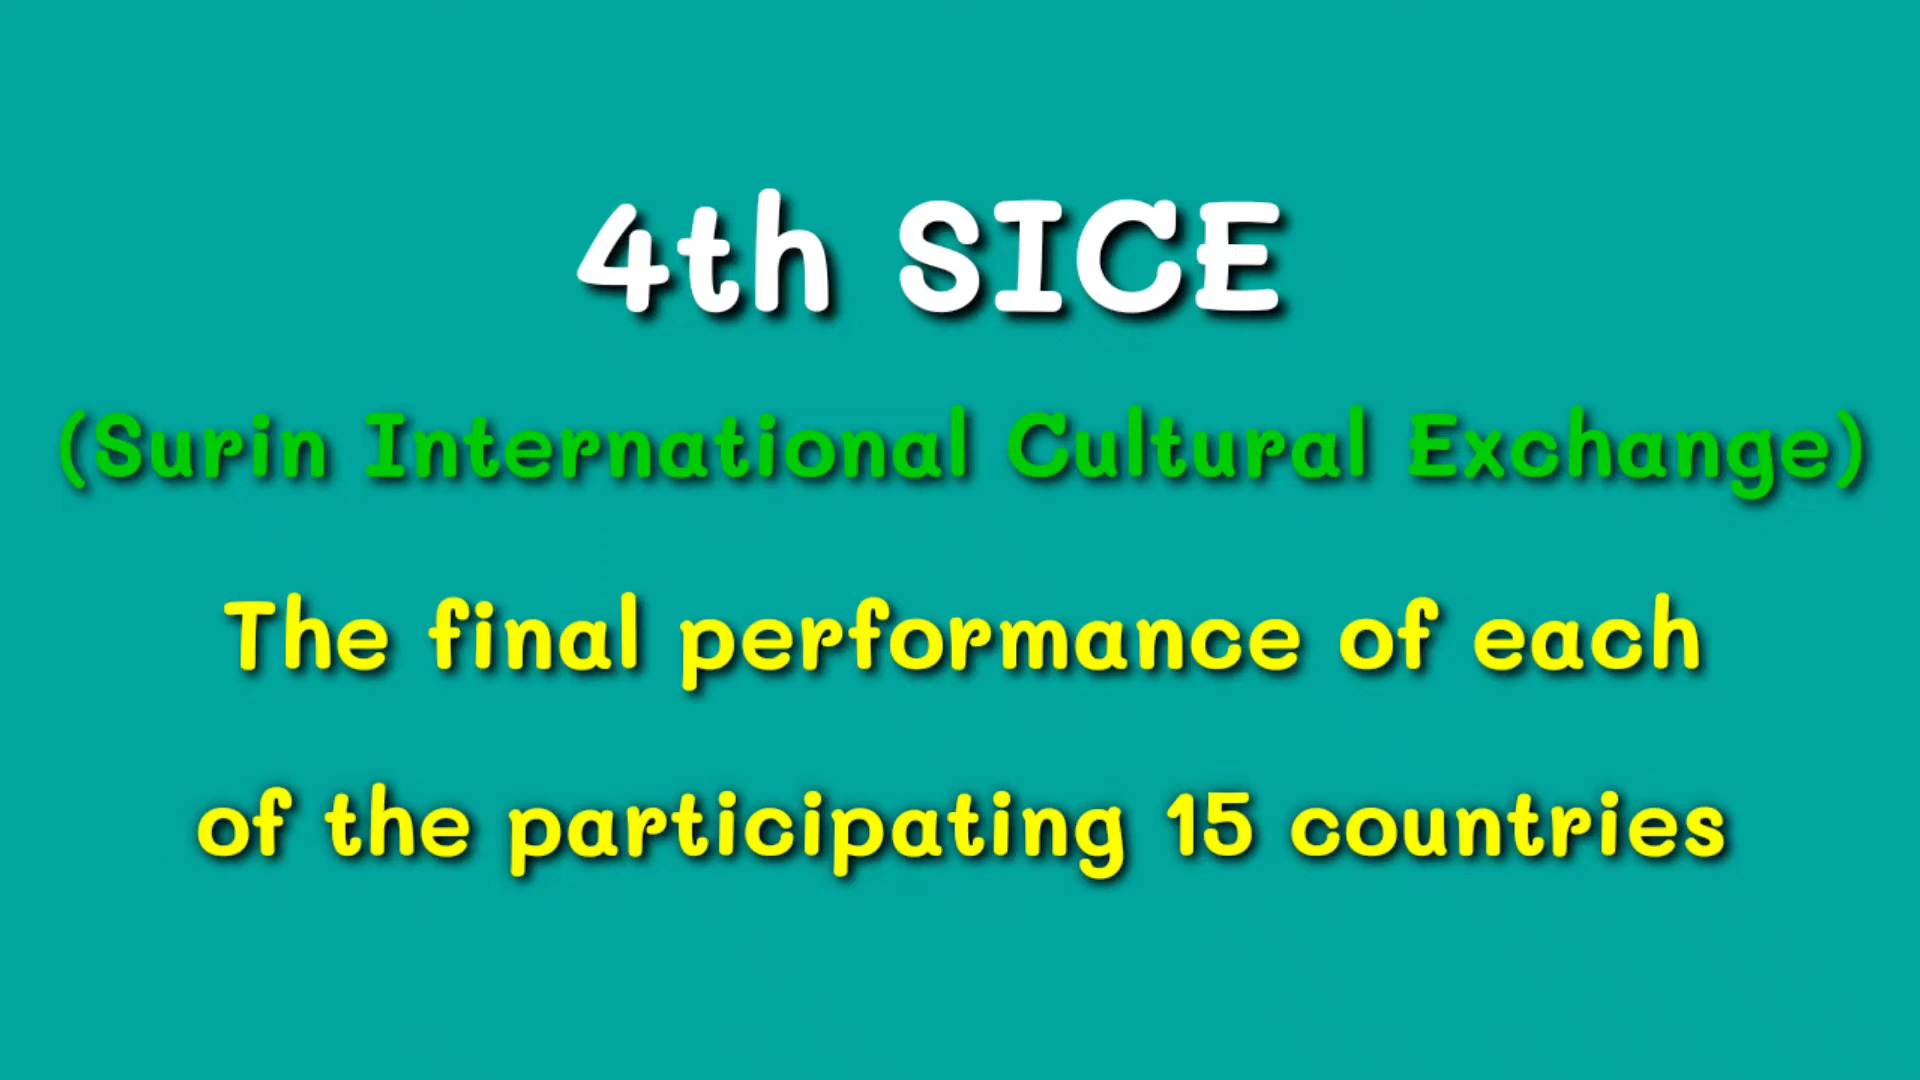 4th SICE
(Surin International Cultural Exchange)
The final performance of each
of the participating 15 countries